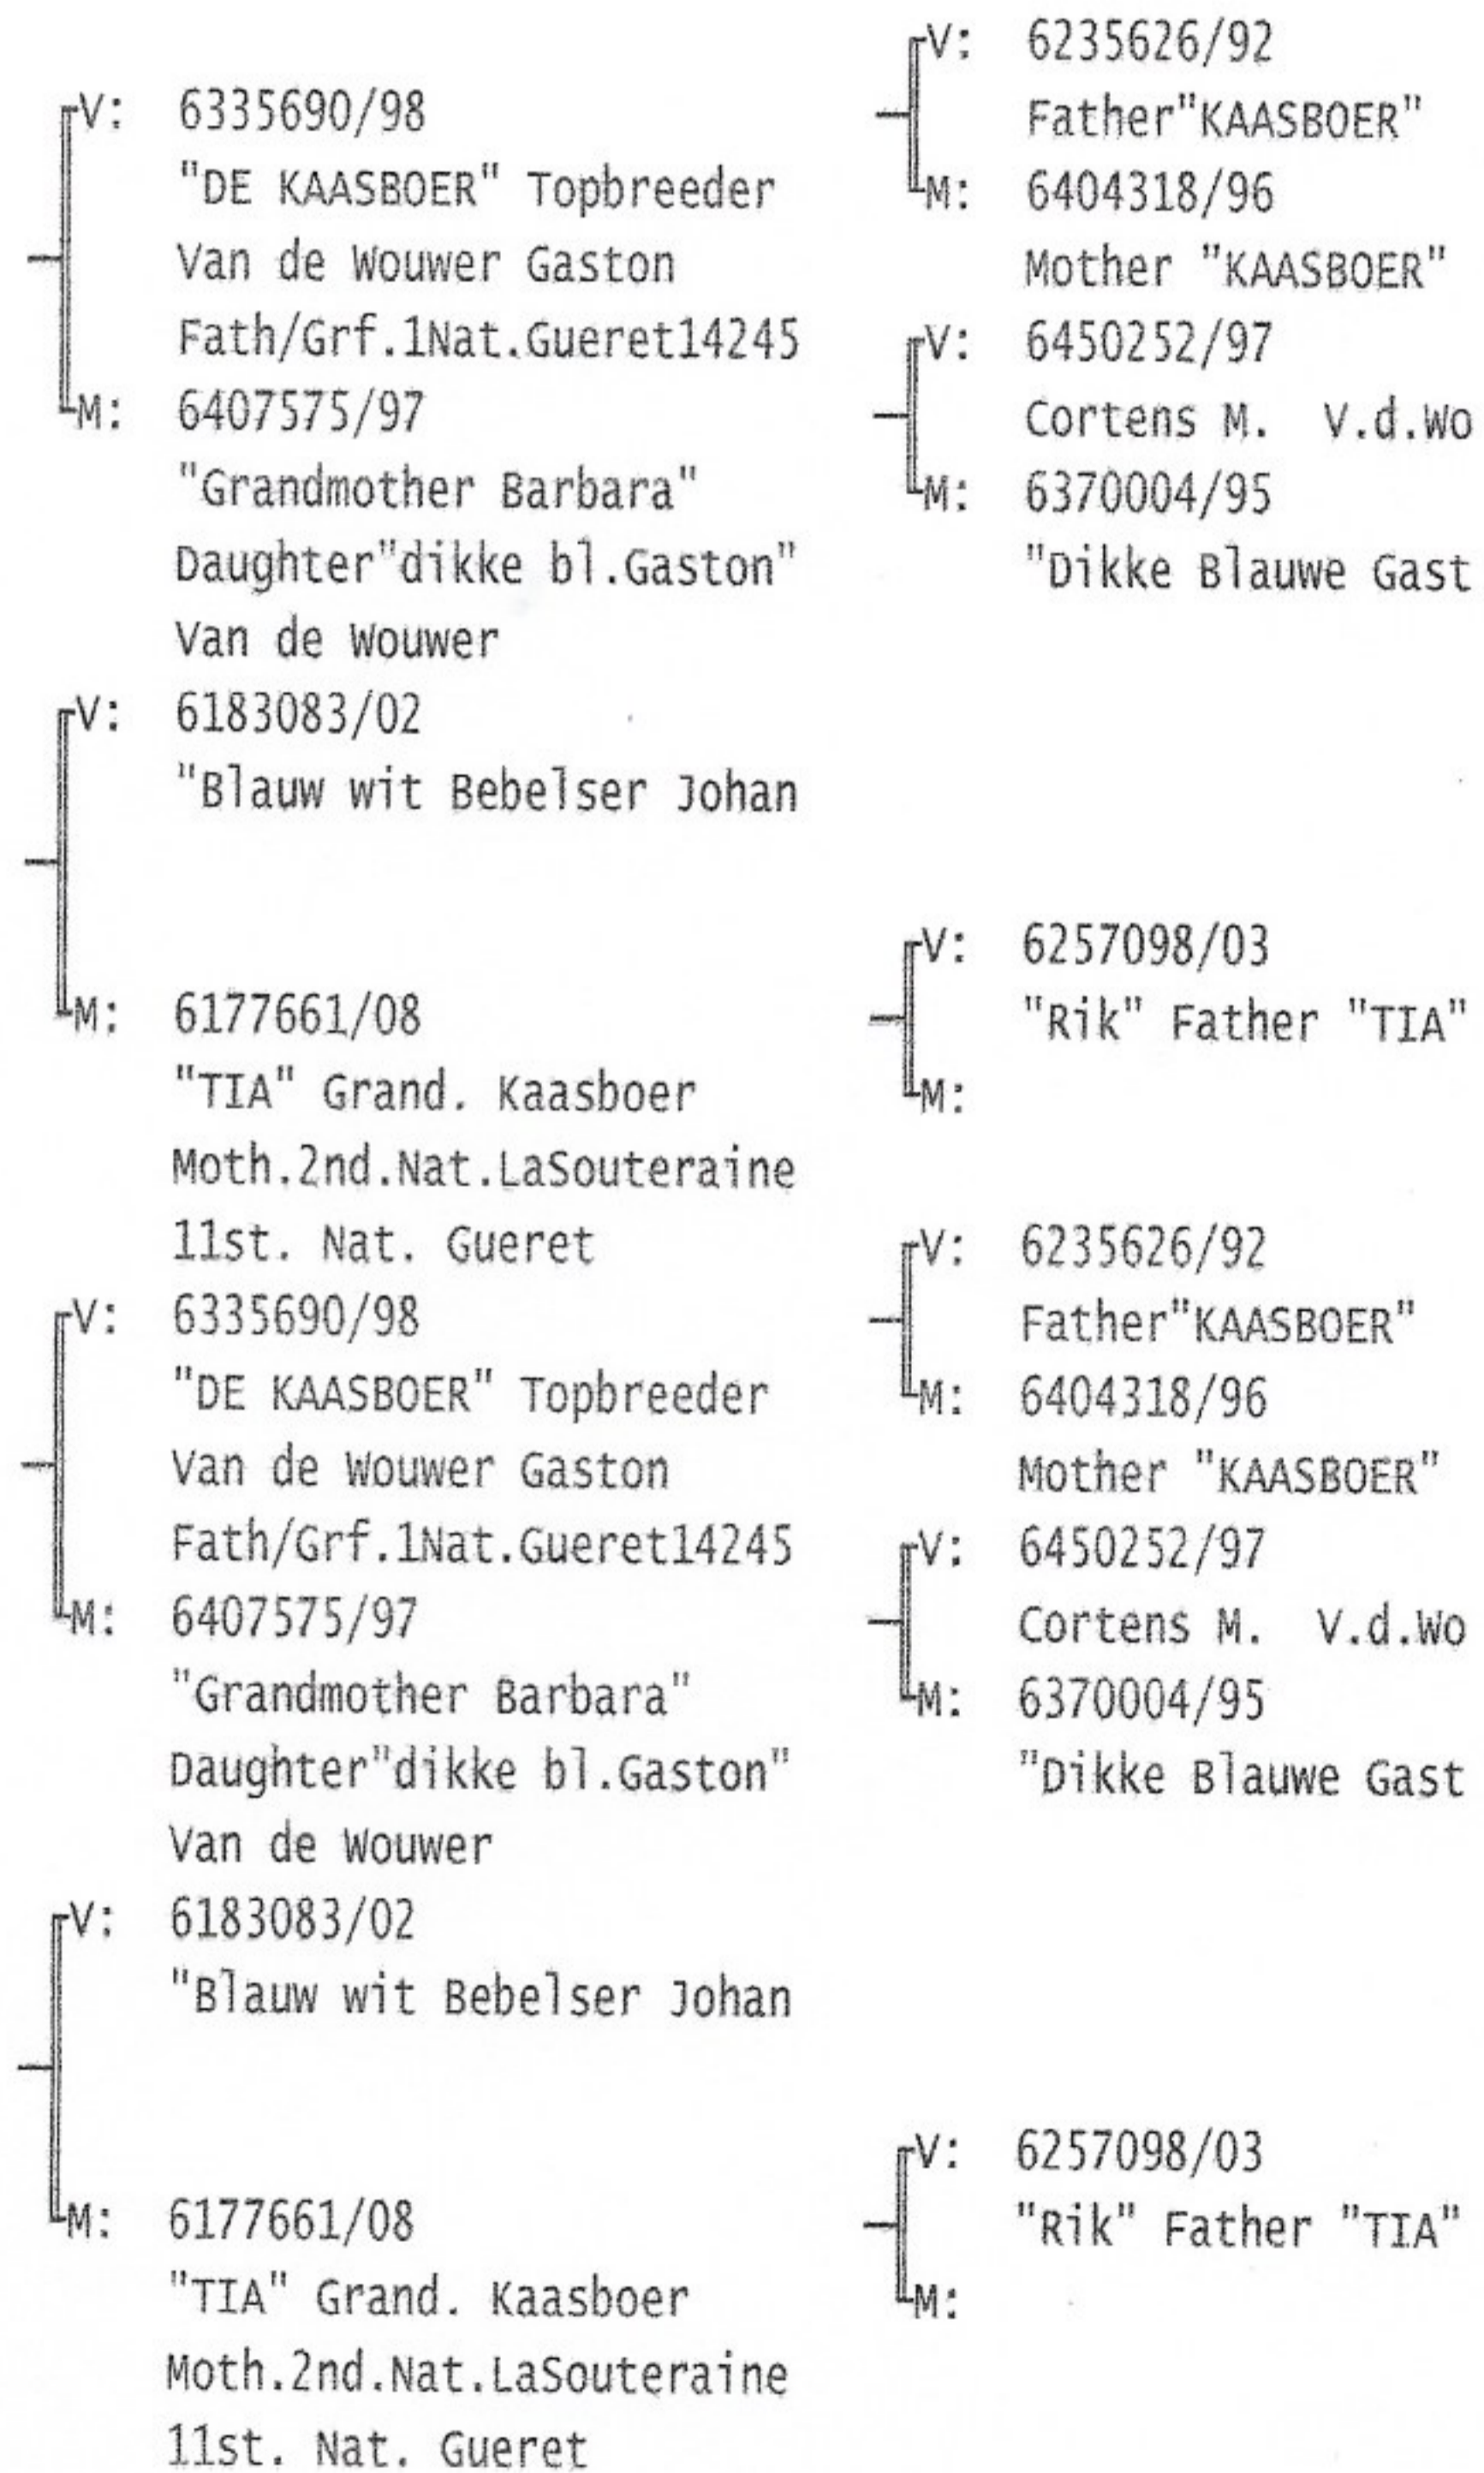 V: 6335690/98
"DE KAASBOER" Topbreeder
Van de Wouwer Gaston
Fath/Grf.1Nat.Gueret14245
M: 6407575/97
"Grandmother Barbara"
Daughter"dikke bl.Gaston"
Van de Wouwer
V: 6183083/02
"Blauw wit Bebelser Johan
M: 6177661/08
"TIA" Grand. Kaasboer
Moth.2nd.Nat.LaSouteraine
11st. Nat. Gueret
V: 6335690/98
"DE KAASBOER" Topbreeder
Van de Wouwer Gaston
Fath/Grf.1Nat.Gueret14245
M: 6407575/97
"Grandmother Barbara"
Daughter"dikke bl.Gaston"
Van de Wouwer
V: 6183083/02
"Blauw wit Bebelser Johan
M: 6177661/08
"TIA" Grand. Kaasboer
Moth.2nd.Nat.LaSouteraine
11st. Nat. Gueret
V: 6235626/92
Father"KAASBOER"
M: 6404318/96
Mother "KAASBOER"
V: 6450252/97
Cortens M. V.d.Wo
M: 6370004/95
"Dikke Blauwe Gast
V: 6257098/03
"Rik" Father "TIA"
M:
V: 6235626/92
Father"KAASBOER"
M: 6404318/96
Mother "KAASBOER"
V: 6450252/97
Cortens M. V.d.Wo
M: 6370004/95
"Dikke Blauwe Gast
V: 6257098/03
"Rik" Father "TIA"
M: